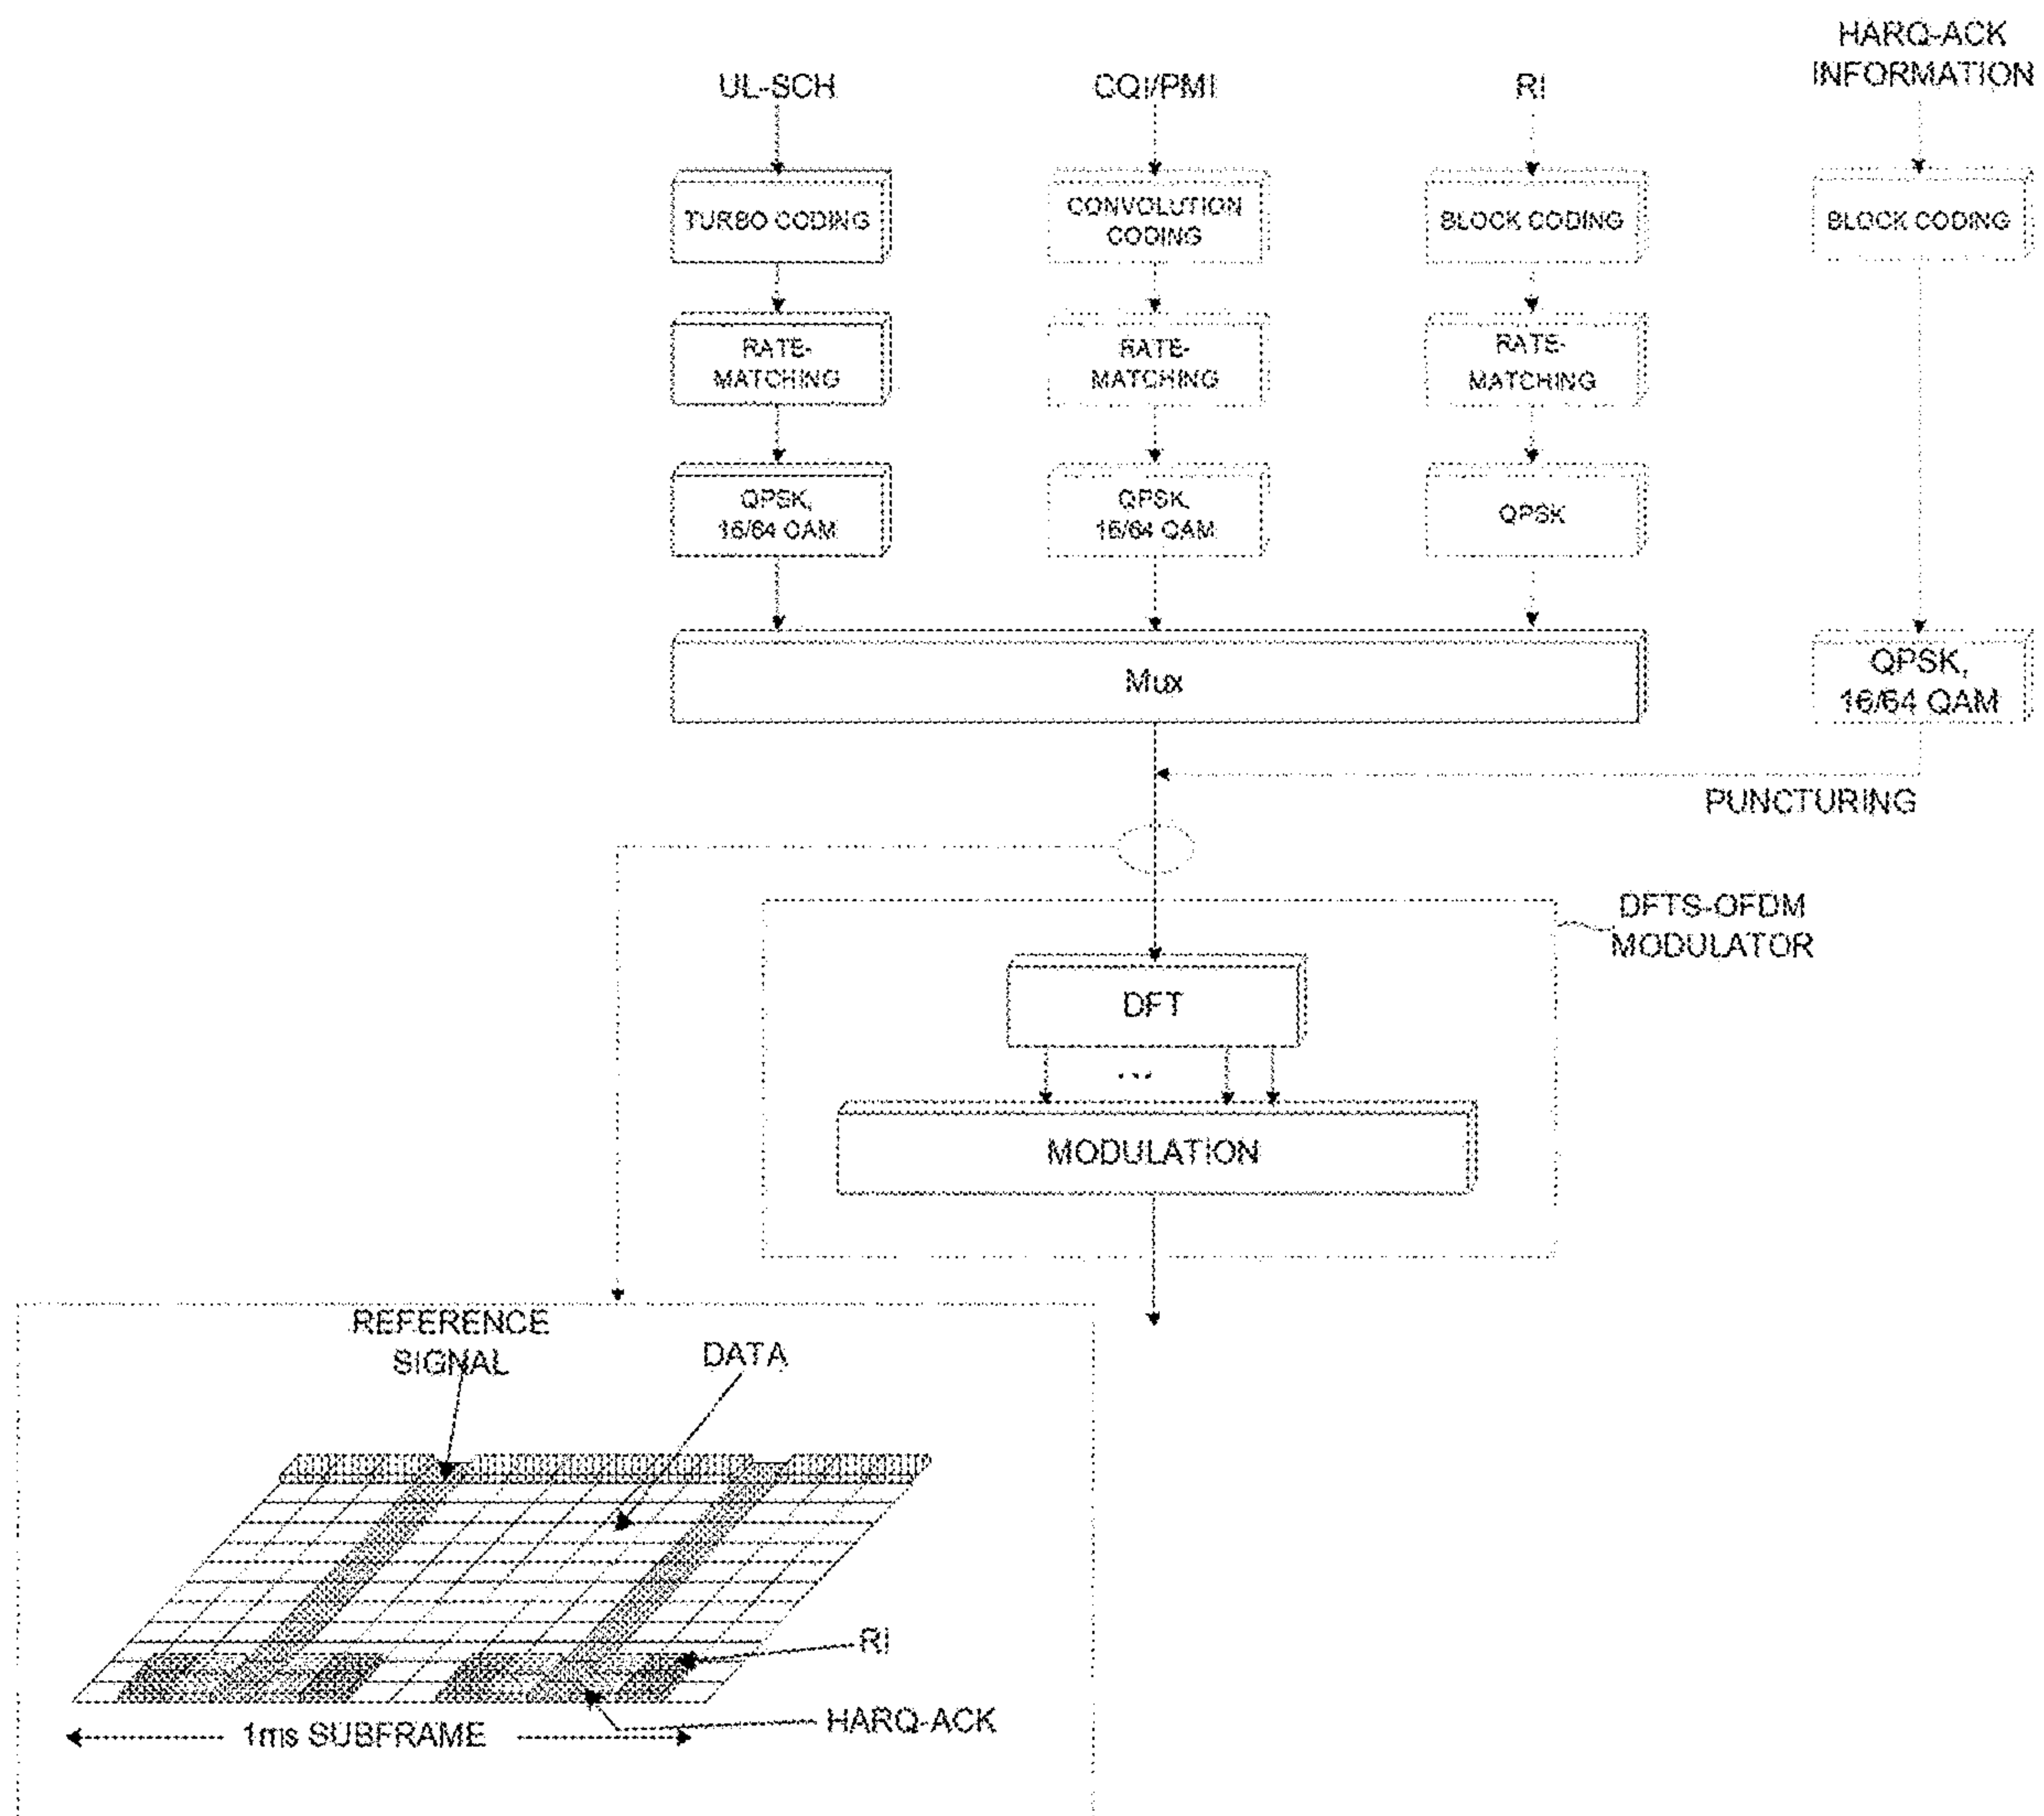 UL-SCH
CQI/PMI
RI
HARQ-ACK
INFORMATION
TURBO CODING
CONVOLUTION
CODING
BLOCK CODING
BLOCK CODING
RATE-
MATCHING
RATE-
MATCHING
RATE-
MATCHING
QPSK,
16/64 QAM
QPSK,
16/64 QAM
QPSK
Mux
QPSK,
16/64 QAM
PUNCTURING
DFTS-OFDM
MODULATOR
DFT
...
MODULATION
REFERENCE
SIGNAL
DATA
RI
HARQ-ACK
1ms SUBFRAME